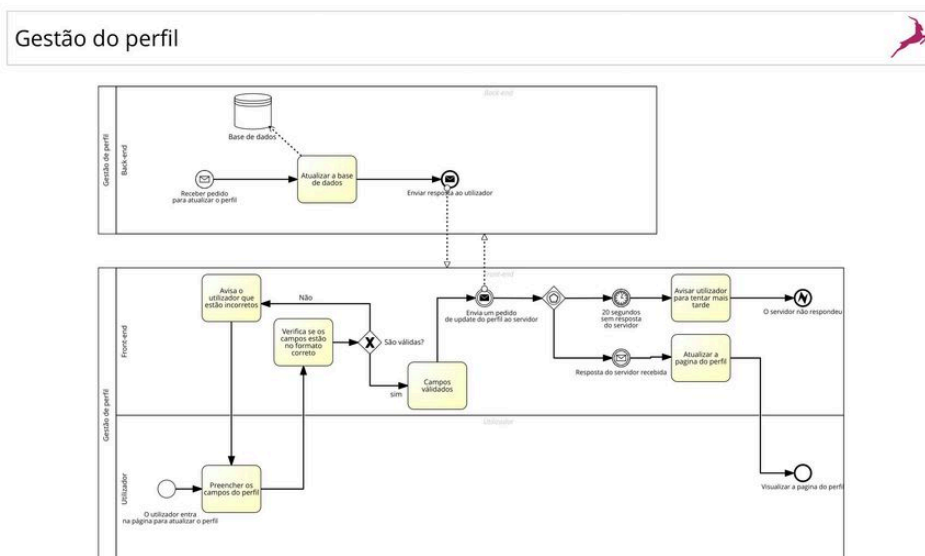 Gestão do perfil
Back-end
Gestão de perfil
Back-end
Base de dados
Atualizar a base
de dados
Receber pedido
para atualizar o perfil
Enviar resposta ao utilizador
Front-end
Gestão de perfil
Front-end
Avisa o
utilizador que
estão incorretos
Não
Verifica se os
campos estão
no formato
correto
São válidas?
sim
Campos
válidados
Envia um pedido
de update do perfil ao servidor
20 segundos
sem resposta
do servidor
Avisar utilizador
para tentar mais
tarde
O servidor não respondeu
Resposta do servidor recebida
Atualizar a
pagina do perfil
Utilizador
Utilizador
Preencher os
campos do perfil
O utilizador entra
na página para atualizar o perfil
Visualizar a pagina do perfil